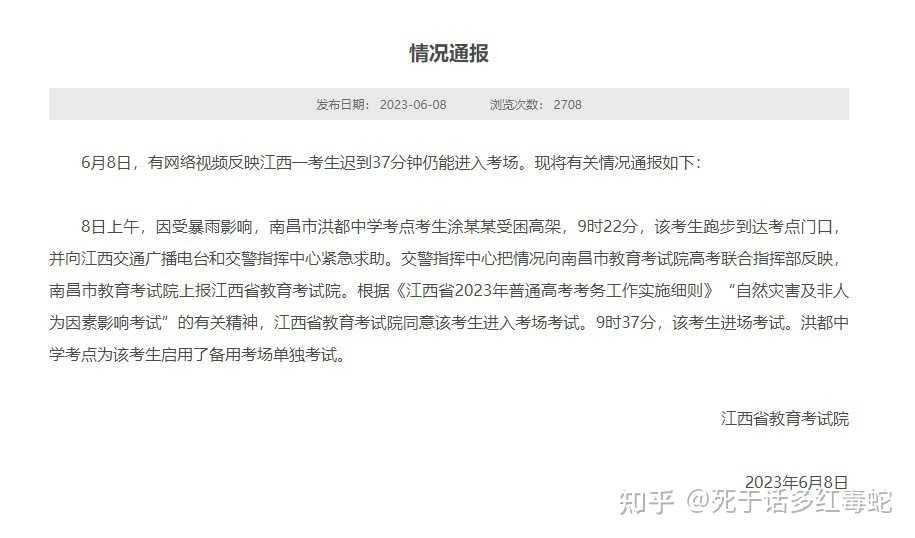 情况通报
发布日期： 2023-06-08 浏览次数： 2708
6月8日，有网络视频反映江西一考生迟到37分钟仍能进入考场。现将有关情况通报如下：
8日上午，因受暴雨影响，南昌市洪都中学考点考生涂某某受困高架，9时22分，该考生跑步到达考点门口，
并向江西交通广播电台和交警指挥中心紧急求助。交警指挥中心把情况向南昌市教育考试院高考联合指挥部反映，
南昌市教育考试院上报江西省教育考试院。根据《江西省2023年普通高考考务工作实施细则》“自然灾害及非人
为因素影响考试”的有关精神，江西省教育考试院同意该考生进入考场考试。9时37分，该考生进场考试。洪都中
学考点为该考生启用了备用考场单独考试。
江西省教育考试院
2023年6月8日
知乎 @死于话多红毒蛇